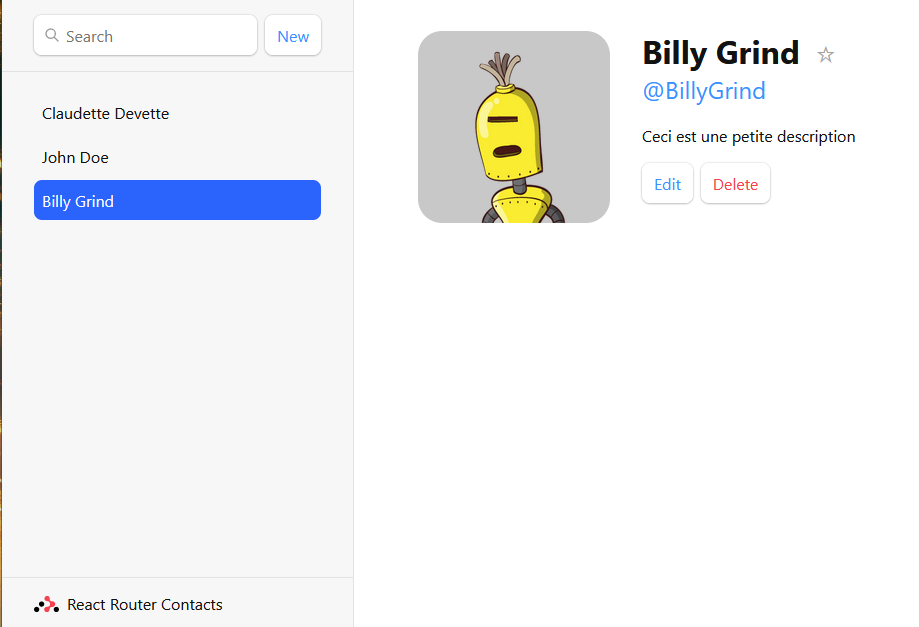 Search
New
Claudette Devette
John Doe
Billy Grind
React Router Contacts
Billy Grind ☆
@BillyGrind
Ceci est une petite description
Edit
Delete